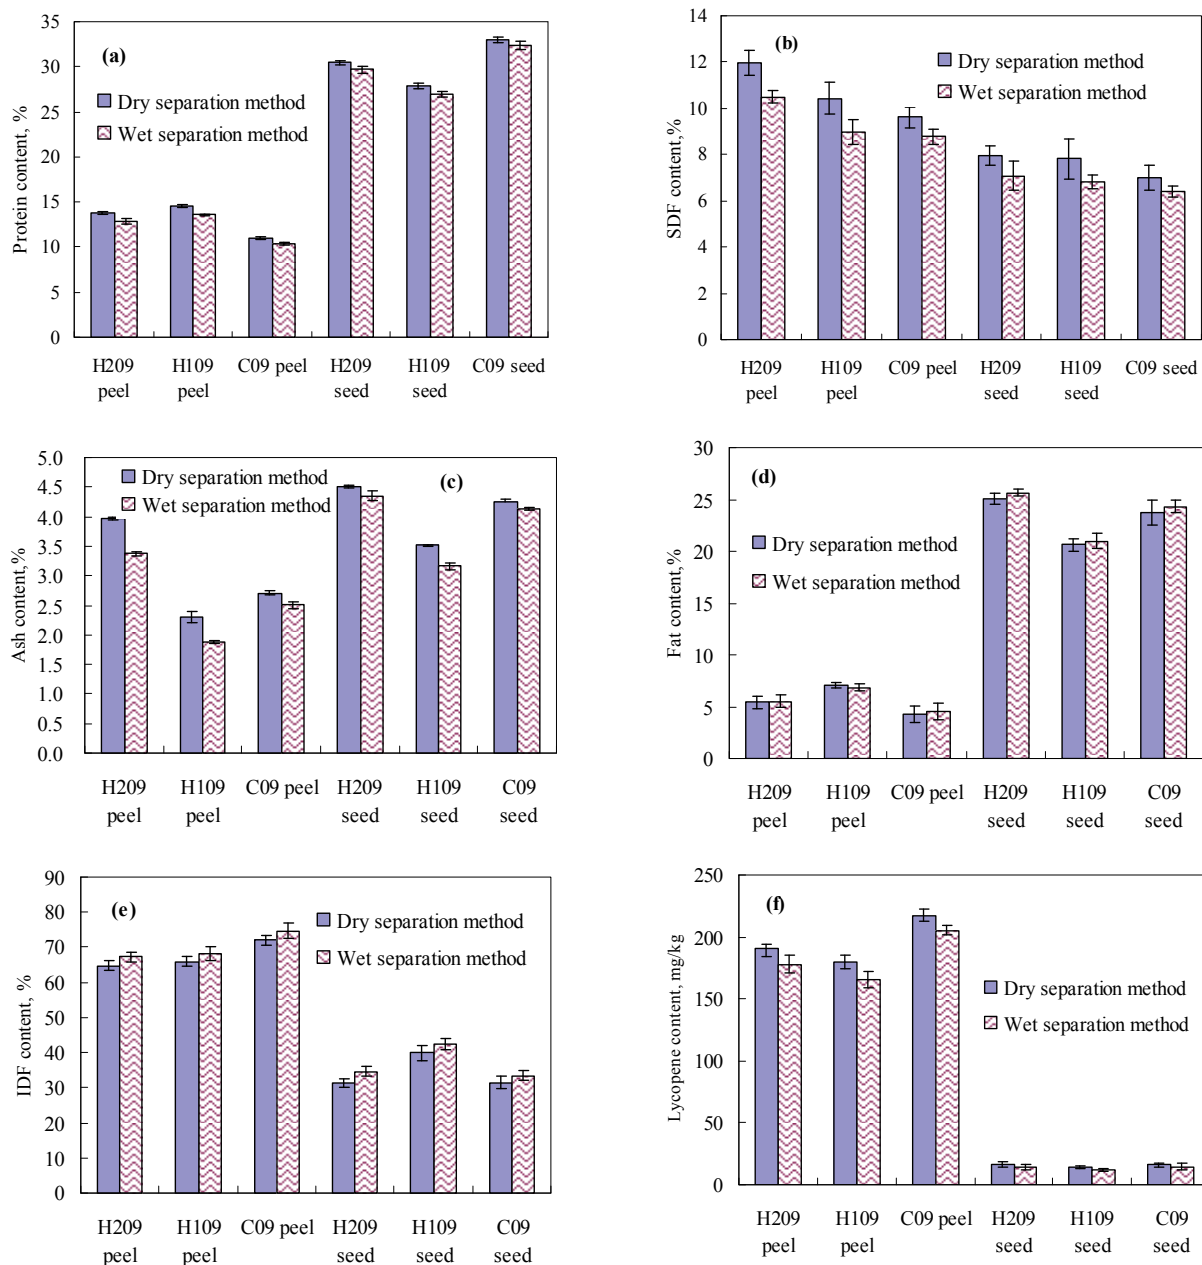 (a)
Protein content, %
35
30
25
20
15
10
5
0
Dry separation method
Wet separation method
H209 peel
H109 peel
C09 peel
H209 seed
H109 seed
C09 seed
(b)
SDF content,%
14
12
10
8
6
4
2
0
Dry separation method
Wet separation method
H209 peel
H109 peel
C09 peel
H209 seed
H109 seed
C09 seed
(c)
Ash content,%
5.0
4.5
4.0
3.5
3.0
2.5
2.0
1.5
1.0
0.5
0.0
Dry separation method
Wet separation method
H209 peel
H109 peel
C09 peel
H209 seed
H109 seed
C09 seed
(d)
Fat content,%
30
25
20
15
10
5
0
Dry separation method
Wet separation method
H209 peel
H109 peel
C09 peel
H209 seed
H109 seed
C09 seed
(e)
IDF content, %
90
80
70
60
50
40
30
20
10
0
Dry separation method
Wet separation method
H209 peel
H109 peel
C09 peel
H209 seed
H109 seed
C09 seed
(f)
Lycopene content, mg/kg
250
200
150
100
50
0
Dry separation method
Wet separation method
H209 peel
H109 peel
C09 peel
H209 seed
H109 seed
C09 seed